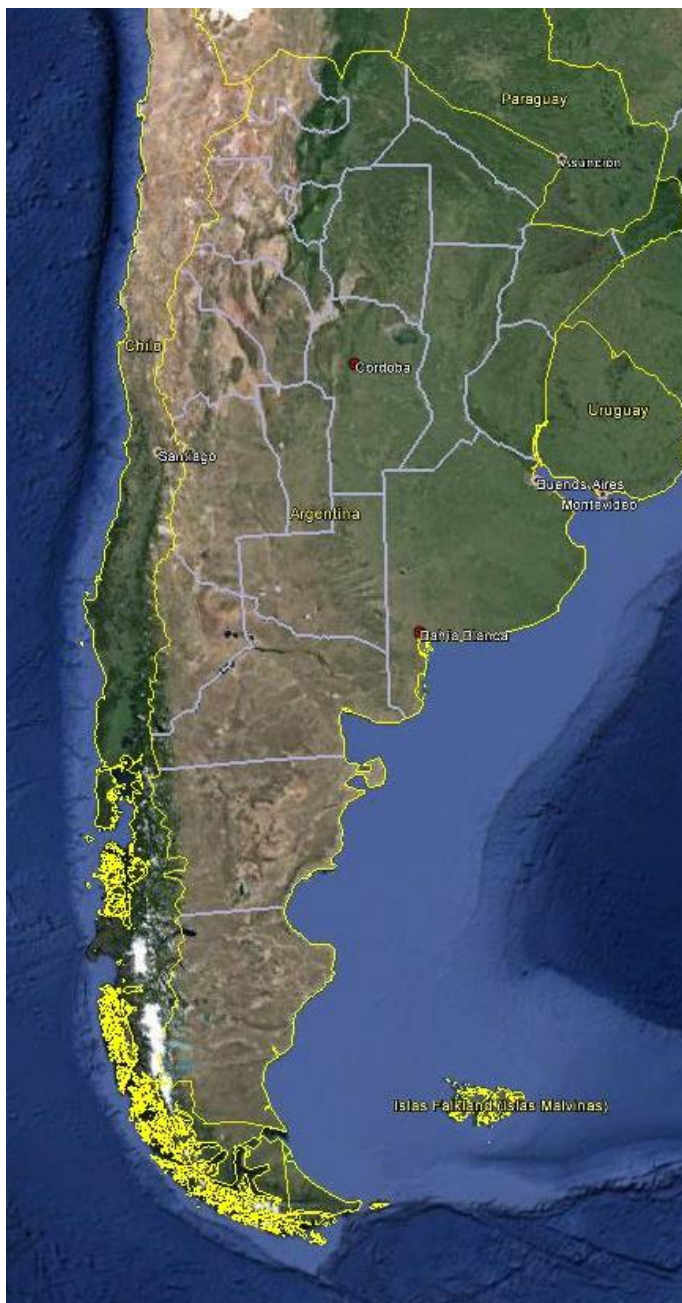 Paraguay
Asuncion
Chile
Cordoba
Uruguay
Santiago
Buenos Aires
Montevideo
Argentina
Bahia Blanca
Islas Falkland (Islas Malvinas)